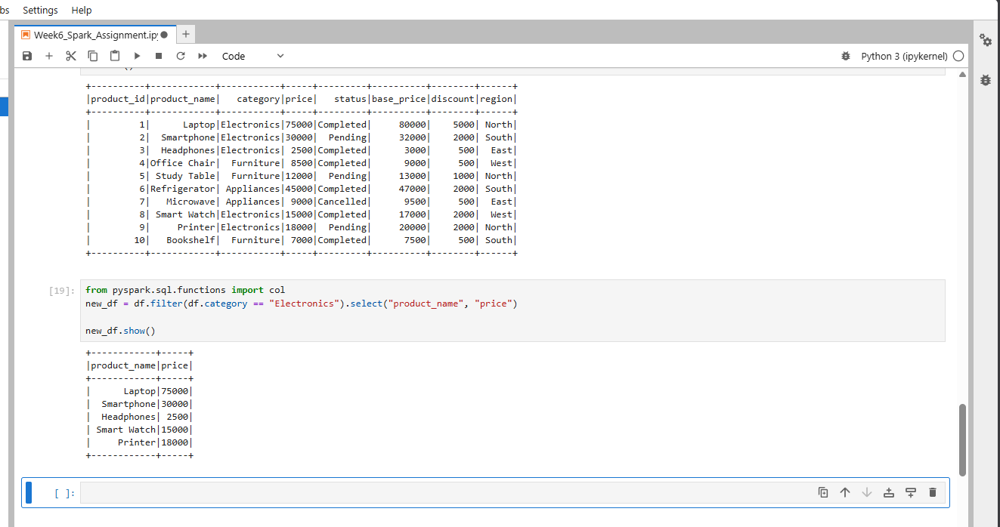 bs Settings Help
Week6_Spark_Assignment.ipy
Code Python 3 (ipykernel)
+----------+------------+-----------+-----+---------+----------+--------+------+
|product_id|product_name|   category|price|   status|base_price|discount|region|
+----------+------------+-----------+-----+---------+----------+--------+------+
|         1|      Laptop|Electronics|75000|Completed|     80000|    5000| North|
|         2|  Smartphone|Electronics|30000|  Pending|     32000|    2000| South|
|         3|  Headphones|Electronics| 2500|Completed|      3000|     500|  East|
|         4|Office Chair|  Furniture| 8500|Completed|      9000|     500|  West|
|         5| Study Table|  Furniture|12000|  Pending|     13000|    1000| North|
|         6|Refrigerator| Appliances|45000|Completed|     47000|    2000| South|
|         7|   Microwave| Appliances| 9000|Cancelled|      9500|     500|  East|
|         8| Smart Watch|Electronics|15000|Completed|     17000|    2000|  West|
|         9|     Printer|Electronics|18000|  Pending|     20000|    2000| North|
|        10|   Bookshelf|  Furniture| 7000|Completed|      7500|     500| South|
+----------+------------+-----------+-----+---------+----------+--------+------+
[19]: from pyspark.sql.functions import col
new_df = df.filter(df.category == "Electronics").select("product_name", "price")
new_df.show()
+------------+-----+
|product_name|price|
+------------+-----+
|      Laptop|75000|
|  Smartphone|30000|
|  Headphones| 2500|
| Smart Watch|15000|
|     Printer|18000|
+------------+-----+
[ ]: